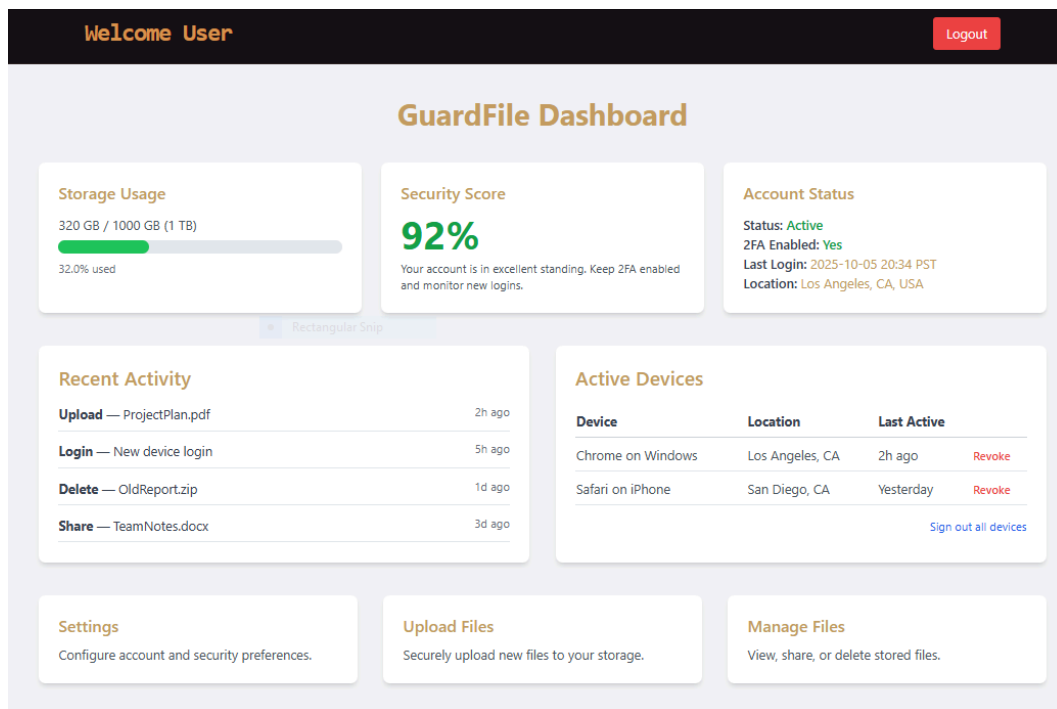 Welcome User
Logout
GuardFile Dashboard
Storage Usage
320 GB / 1000 GB (1 TB)
32.0% used
Security Score
92%
Your account is in excellent standing. Keep 2FA enabled
and monitor new logins.
Account Status
Status: Active
2FA Enabled: Yes
Last Login: 2025-10-05 20:34 PST
Location: Los Angeles, CA, USA
Rectangular Snip
Recent Activity
Upload — ProjectPlan.pdf 2h ago
Login — New device login 5h ago
Delete — OldReport.zip 1d ago
Share — TeamNotes.docx 3d ago
Active Devices
Device Location Last Active
Chrome on Windows Los Angeles, CA 2h ago Revoke
Safari on iPhone San Diego, CA Yesterday Revoke
Sign out all devices
Settings
Configure account and security preferences.
Upload Files
Securely upload new files to your storage.
Manage Files
View, share, or delete stored files.